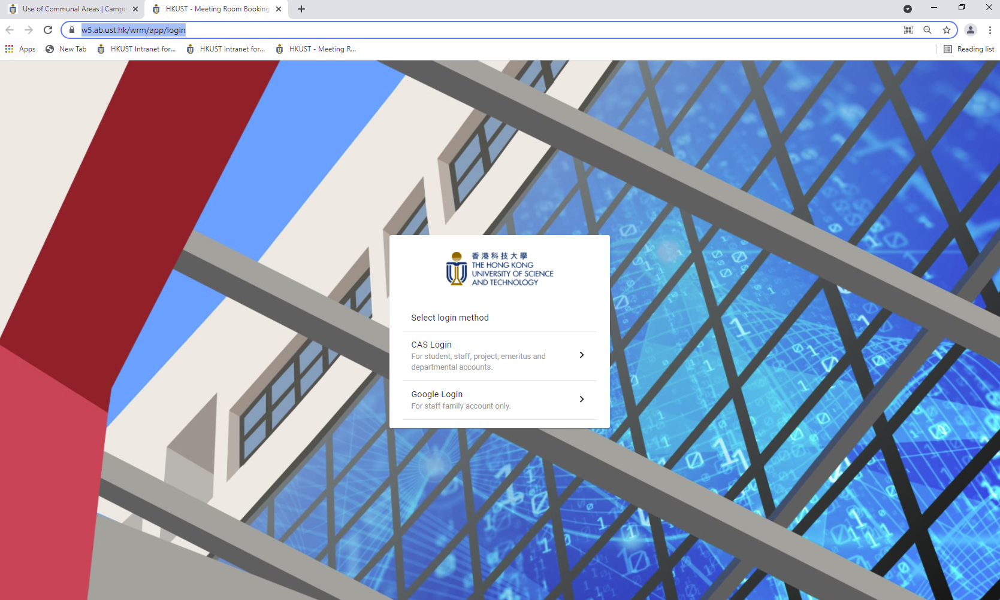 Use of Communal Areas | Campu
HKUST - Meeting Room Booking
w5.ab.ust.hk/wrm/app/login
Apps
New Tab
HKUST Intranet for...
HKUST Intranet for...
HKUST - Meeting R...
Reading list
香港科技大學
THE HONG KONG
UNIVERSITY OF SCIENCE
AND TECHNOLOGY
Select login method
CAS Login
For student, staff, project, emeritus and
departmental accounts.
Google Login
For staff family account only.